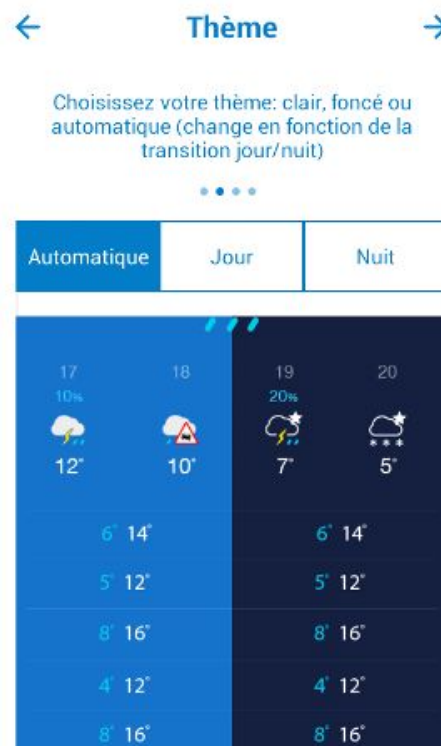 Thème
Choisissez votre thème: clair, foncé ou
automatique (change en fonction de la
transition jour/nuit)
Automatique Jour Nuit
17 18 19 20
10% 20%
12° 10° 7° 5°
6° 14° 6° 14°
5° 12° 5° 12°
8° 16° 8° 16°
4° 12° 4° 12°
8° 16° 8° 16°